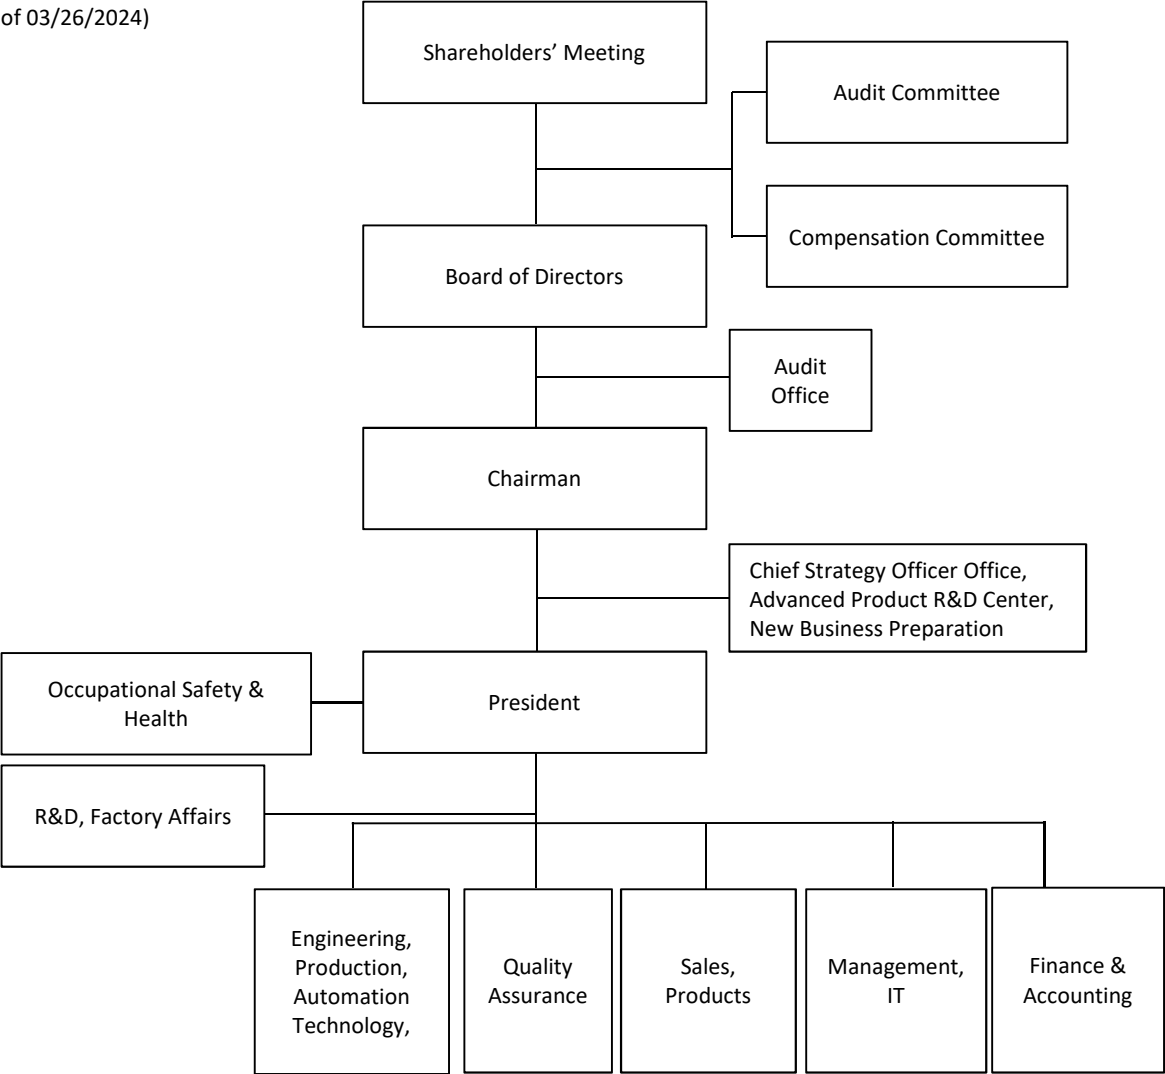 of 03/26/2024)
Shareholders’ Meeting
Audit Committee
Compensation Committee
Board of Directors
Audit
Office
Chairman
Chief Strategy Officer Office,
Advanced Product R&D Center,
New Business Preparation
Occupational Safety &
Health
President
R&D, Factory Affairs
Engineering,
Production,
Automation
Technology,
Quality
Assurance
Sales,
Products
Management,
IT
Finance &
Accounting